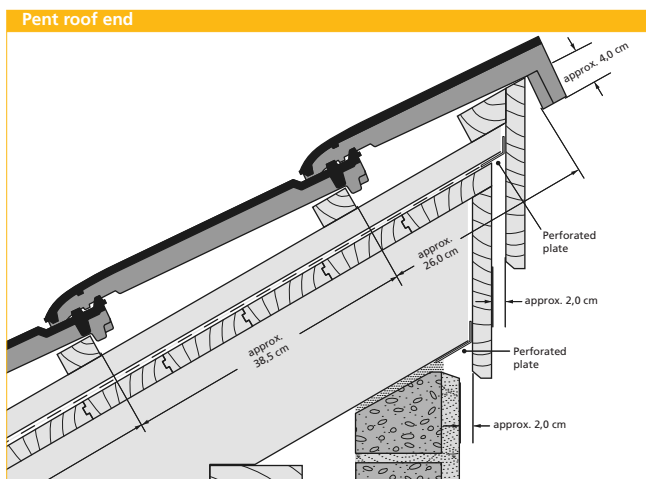 Pent roof end
approx. 4,0 cm
Perforated
plate
approx.
26,0 cm
approx. 2,0 cm
approx.
38,5 cm
Perforated
plate
approx. 2,0 cm